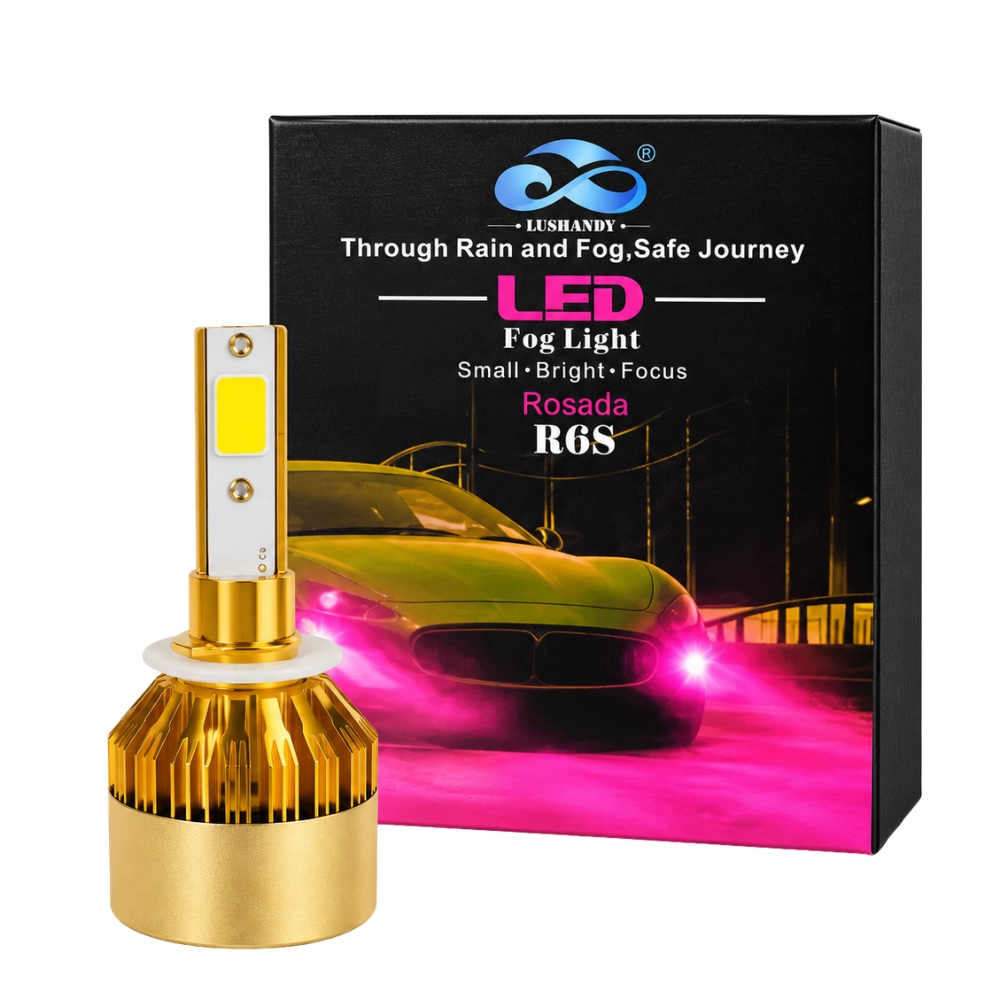 ®
LUSHANDY
Through Rain and Fog,Safe Journey
LED
Fog Light
Small•Bright•Focus
Rosada
R6S